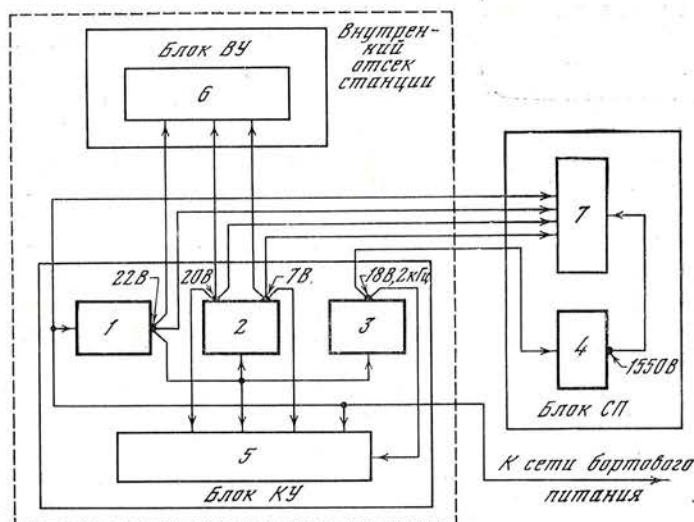 Блок ВУ
6
Внутрен-
ний
отсек
станции
7
22В
20В
7В.
18В,2кГц
1
2
3
4
1550В
Блок СП
5
Блок КУ
К сети бортового
питания